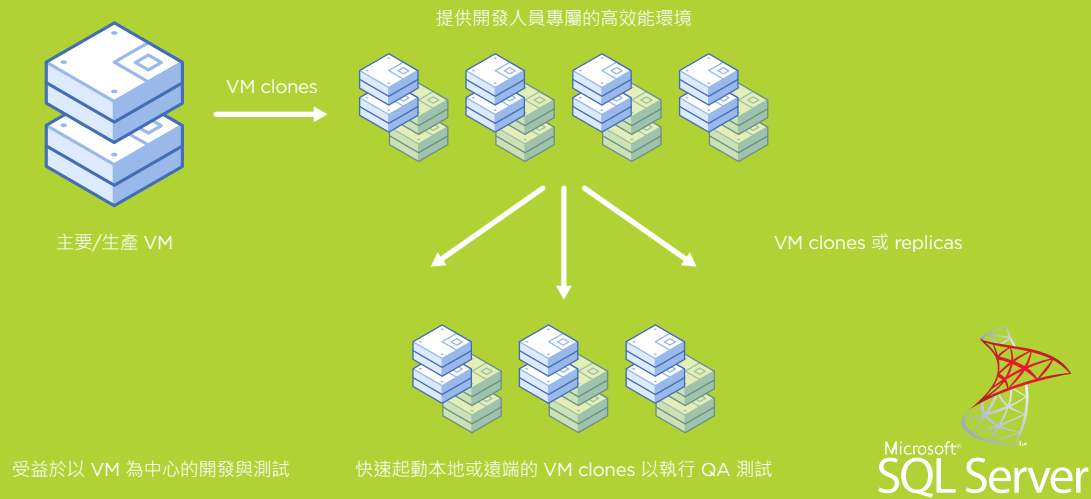 提供開發人員專屬的高效能環境
VM clones
主要/生產 VM
VM clones 或 replicas
受益於以 VM 為中心的開發與測試
快速起動本地或遠端的 VM clones 以執行 QA 測試
Microsoft®
SQL Server